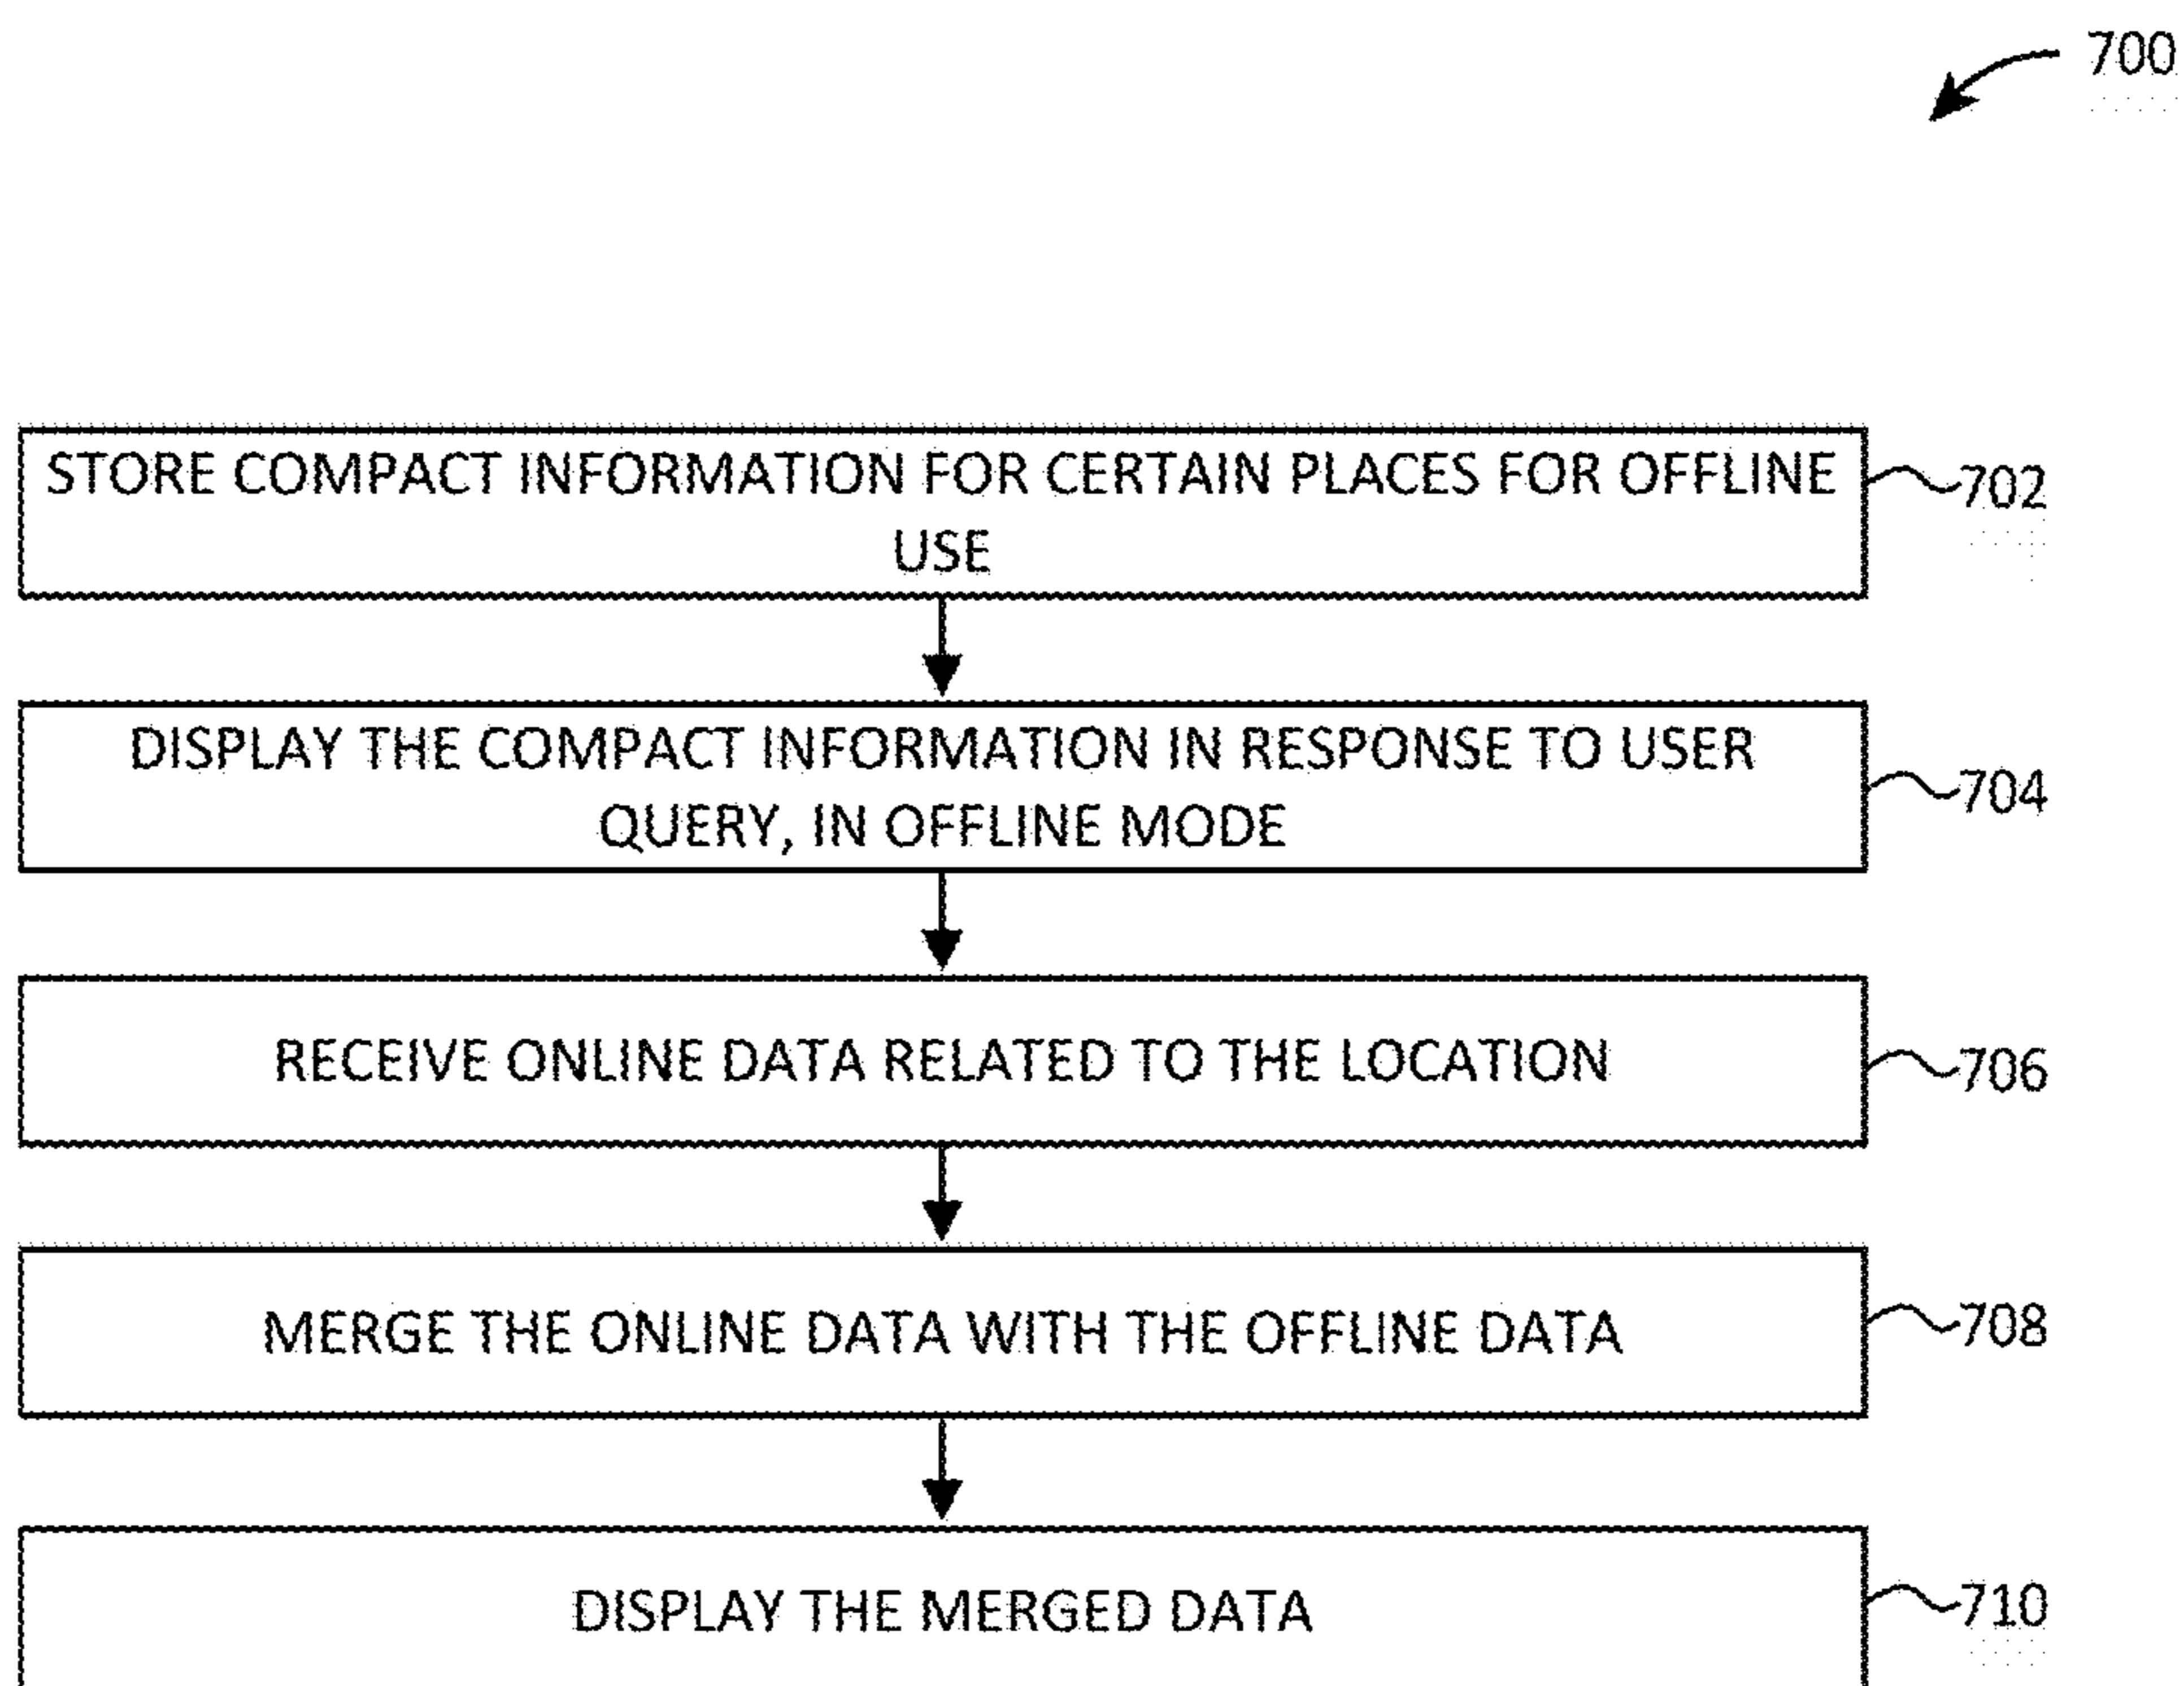 700
STORE COMPACT INFORMATION FOR CERTAIN PLACES FOR OFFLINE
USE
702
DISPLAY THE COMPACT INFORMATION IN RESPONSE TO USER
QUERY, IN OFFLINE MODE
704
RECEIVE ONLINE DATA RELATED TO THE LOCATION
706
MERGE THE ONLINE DATA WITH THE OFFLINE DATA
708
DISPLAY THE MERGED DATA
710